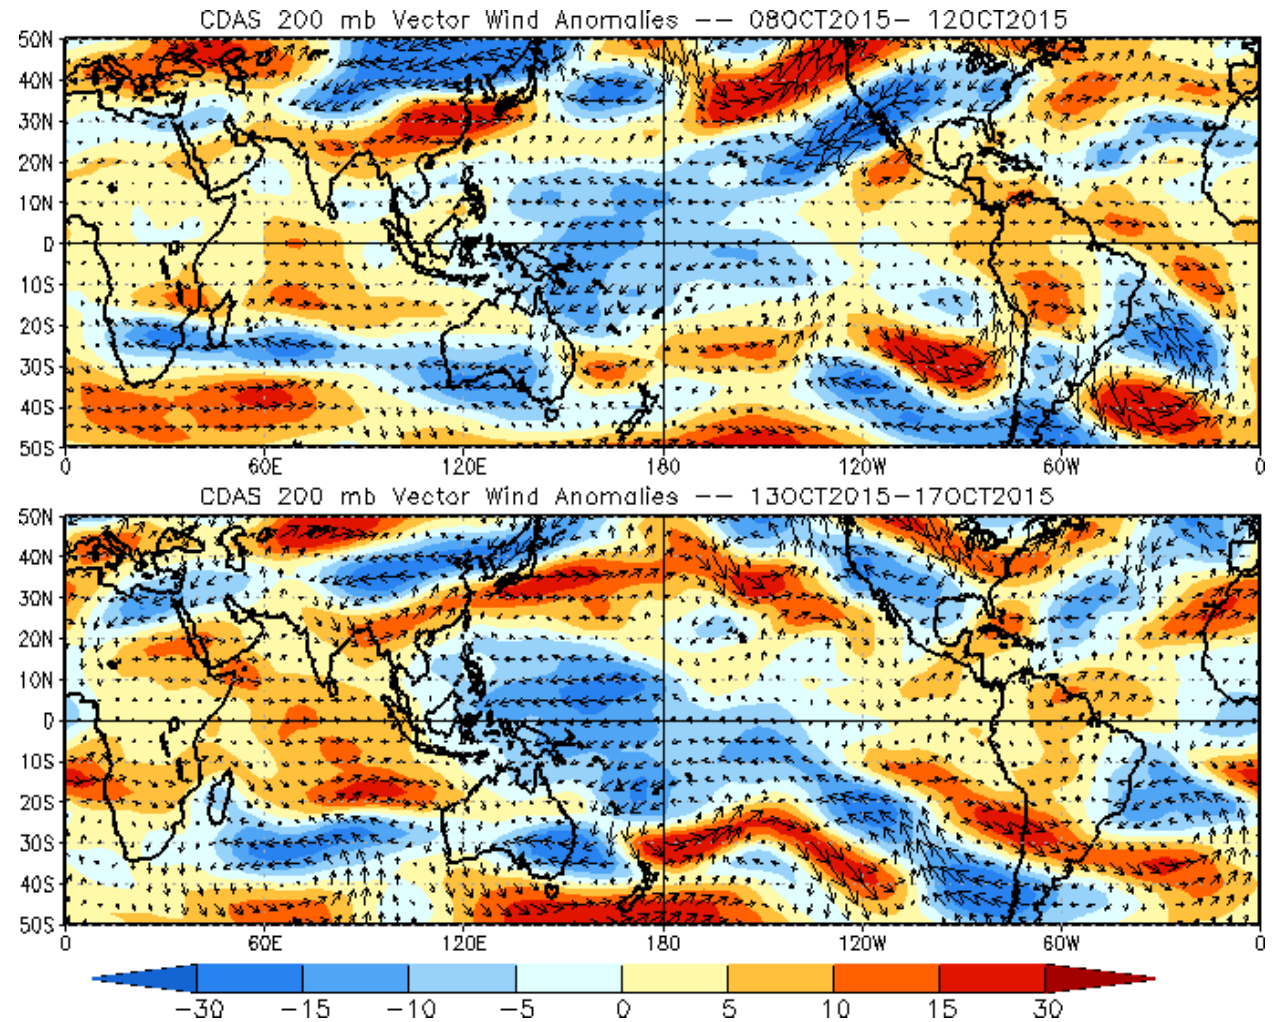 CDAS 200 mb Vector Wind Anomalies -- 08OCT2015- 12OCT2015
50N
40N
30N
20N
10N
0
10S
20S
30S
40S
50S
0 60E 120E 180 120W 60W 0
CDAS 200 mb Vector Wind Anomalies -- 13OCT2015-17OCT2015
50N
40N
30N
20N
10N
0
10S
20S
30S
40S
50S
0 60E 120E 180 120W 60W 0
-30 -15 -10 -5 0 5 10 15 30